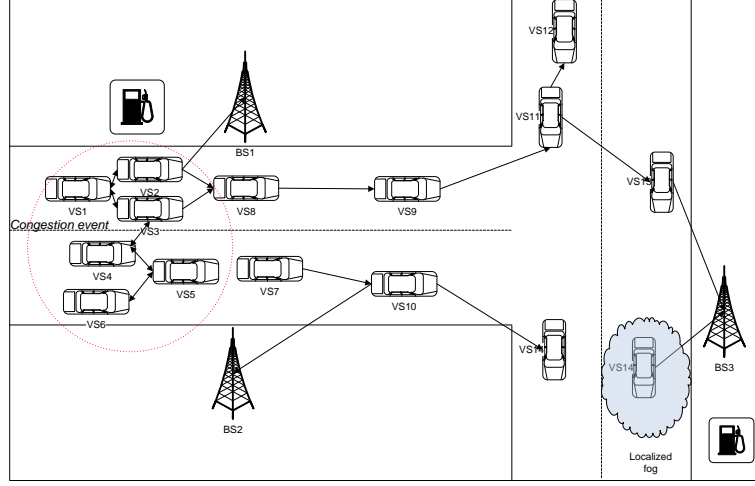 VS12
VS11
BS1
VS13
VS2
VS1
VS8
VS9
Congestion event
VS3
VS4
VS5
VS7
VS10
VS6
VS14
BS3
BS2
Localized
fog